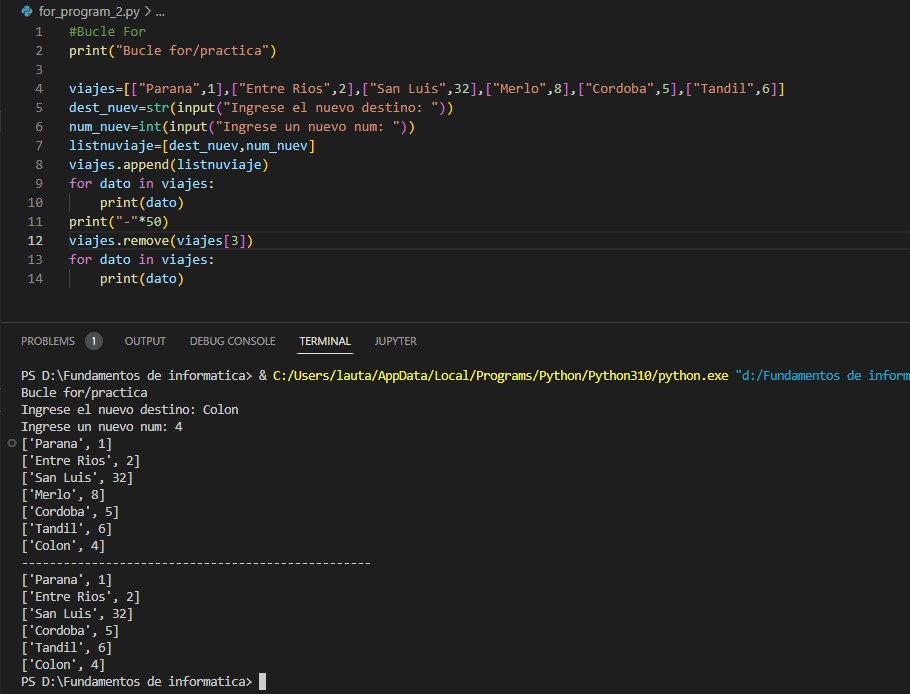 for_program_2.py > ...
1 #Bucle For
2 print("Bucle for/practica")
3
4 viajes=[["Parana",1],["Entre Rios",2],["San Luis",32],["Merlo",8],["Cordoba",5],["Tandil",6]]
5 dest_nuev=str(input("Ingrese el nuevo destino: "))
6 num_nuev=int(input("Ingrese un nuevo num: "))
7 listnuviaje=[dest_nuev,num_nuev]
8 viajes.append(listnuviaje)
9 for dato in viajes:
10     print(dato)
11 print("-"*50)
12 viajes.remove(viajes[3])
13 for dato in viajes:
14     print(dato)
PROBLEMS 1 OUTPUT DEBUG CONSOLE TERMINAL JUPYTER
PS D:\Fundamentos de informatica> & C:/Users/lauta/AppData/Local/Programs/Python/Python310/python.exe "d:/Fundamentos de inform
Bucle for/practica
Ingrese el nuevo destino: Colon
Ingrese un nuevo num: 4
['Parana', 1]
['Entre Rios', 2]
['San Luis', 32]
['Merlo', 8]
['Cordoba', 5]
['Tandil', 6]
['Colon', 4]
--------------------------------------------------
['Parana', 1]
['Entre Rios', 2]
['San Luis', 32]
['Cordoba', 5]
['Tandil', 6]
['Colon', 4]
PS D:\Fundamentos de informatica>